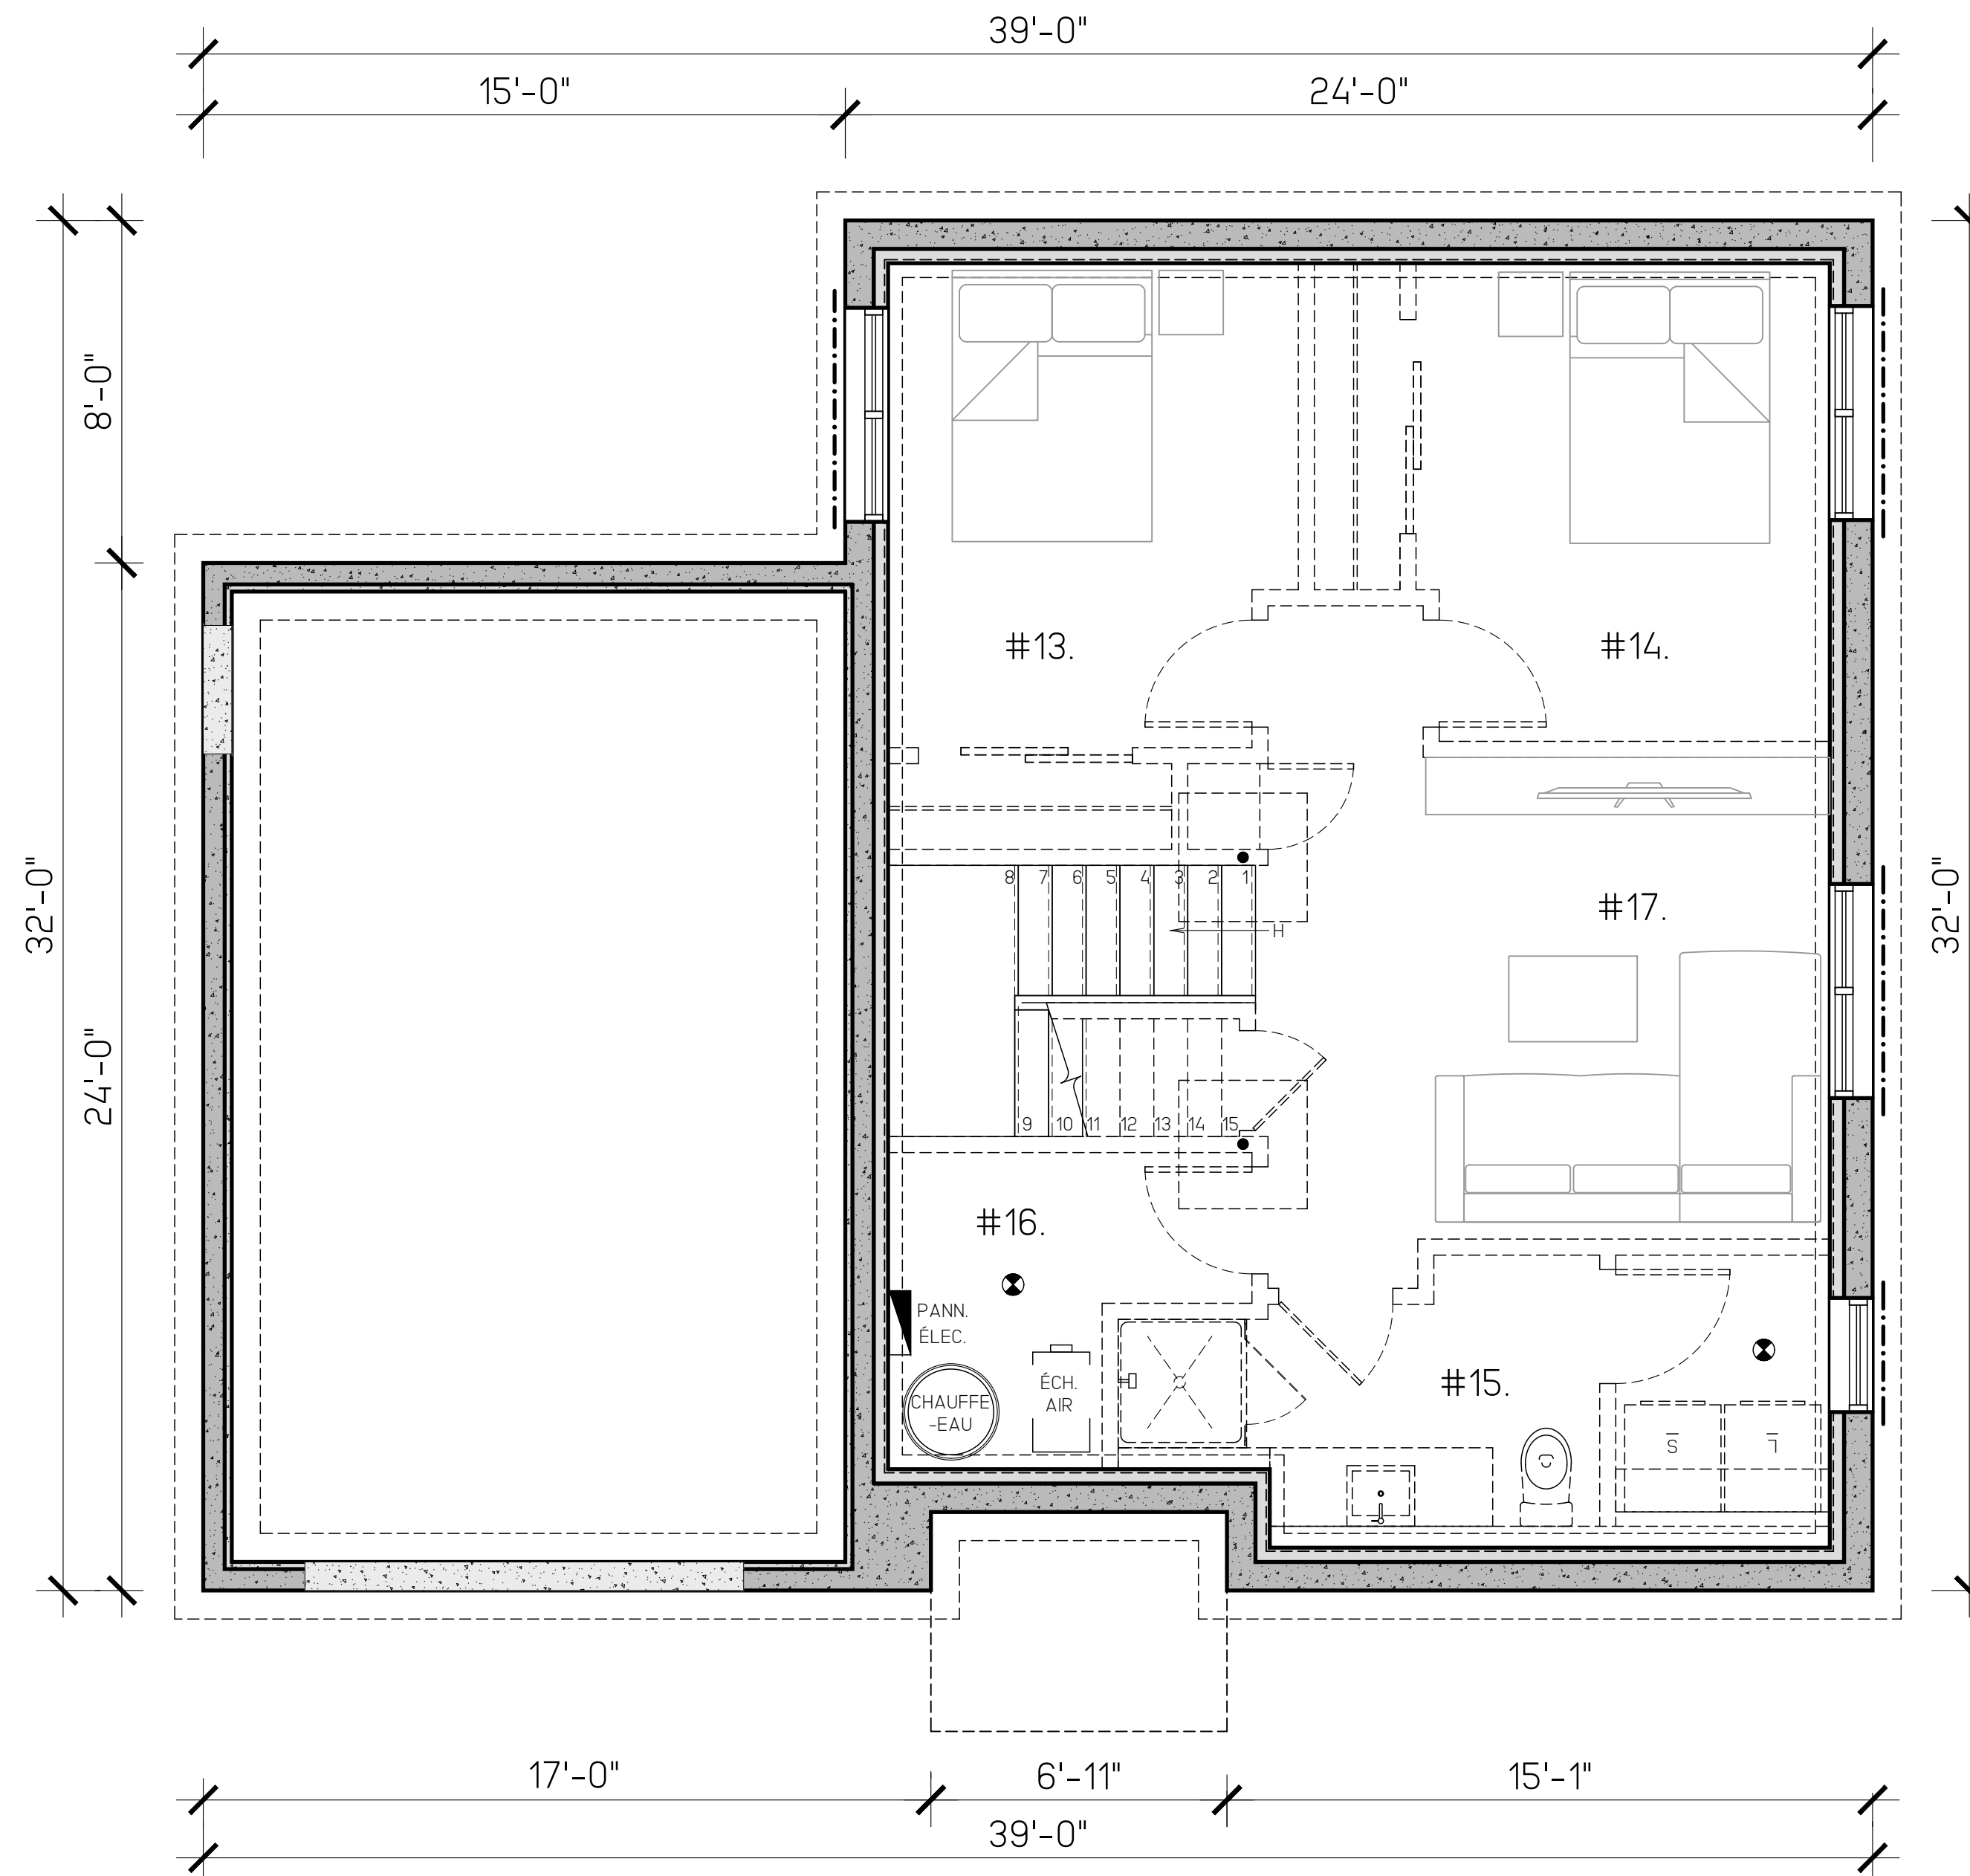 39'-0"
15'-0"
24'-0"
8'-0"
32'-0"
24'-0"
32'-0"
#13.
#14.
8 7 6 5 4 3 2 1
H
#17.
9 10 11 12 13 14 15
#16.
PANN.
ÉLEC.
CHAUFFE
-EAU
ÉCH.
AIR
#15.
S
L
17'-0"
6'-11"
15'-1"
39'-0"